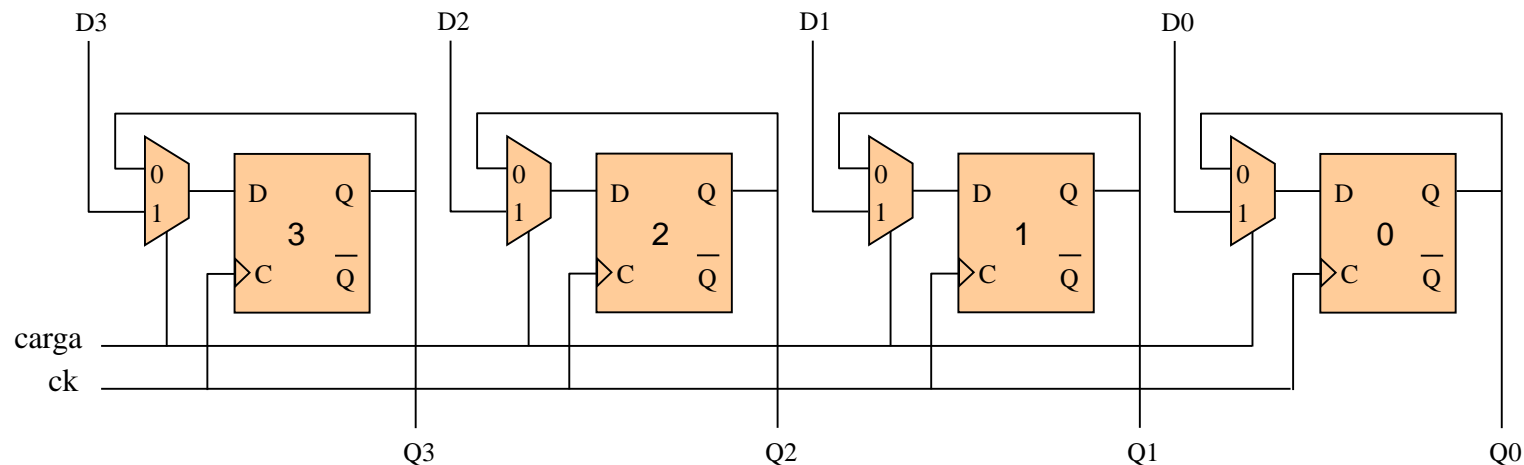 D3 D2 D1 D0
0 0 0 0
D Q D Q D Q D Q
1 1 1 1
3 2 1 0
C Q̅ C Q̅ C Q̅ C Q̅
carga
ck
Q3 Q2 Q1 Q0